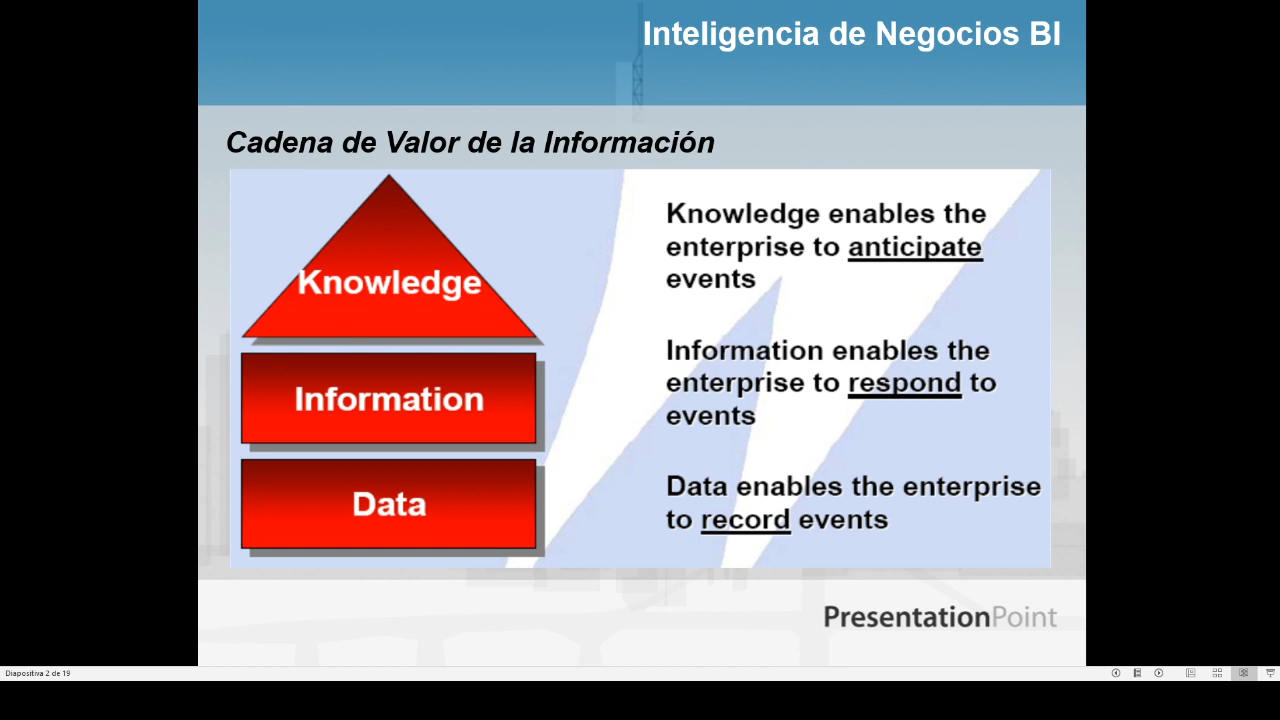 Inteligencia de Negocios BI
Cadena de Valor de la Información
Knowledge
Knowledge enables the
enterprise to anticipate
events
Information
Information enables the
enterprise to respond to
events
Data
Data enables the enterprise
to record events
PresentationPoint
Diapositiva 2 de 19